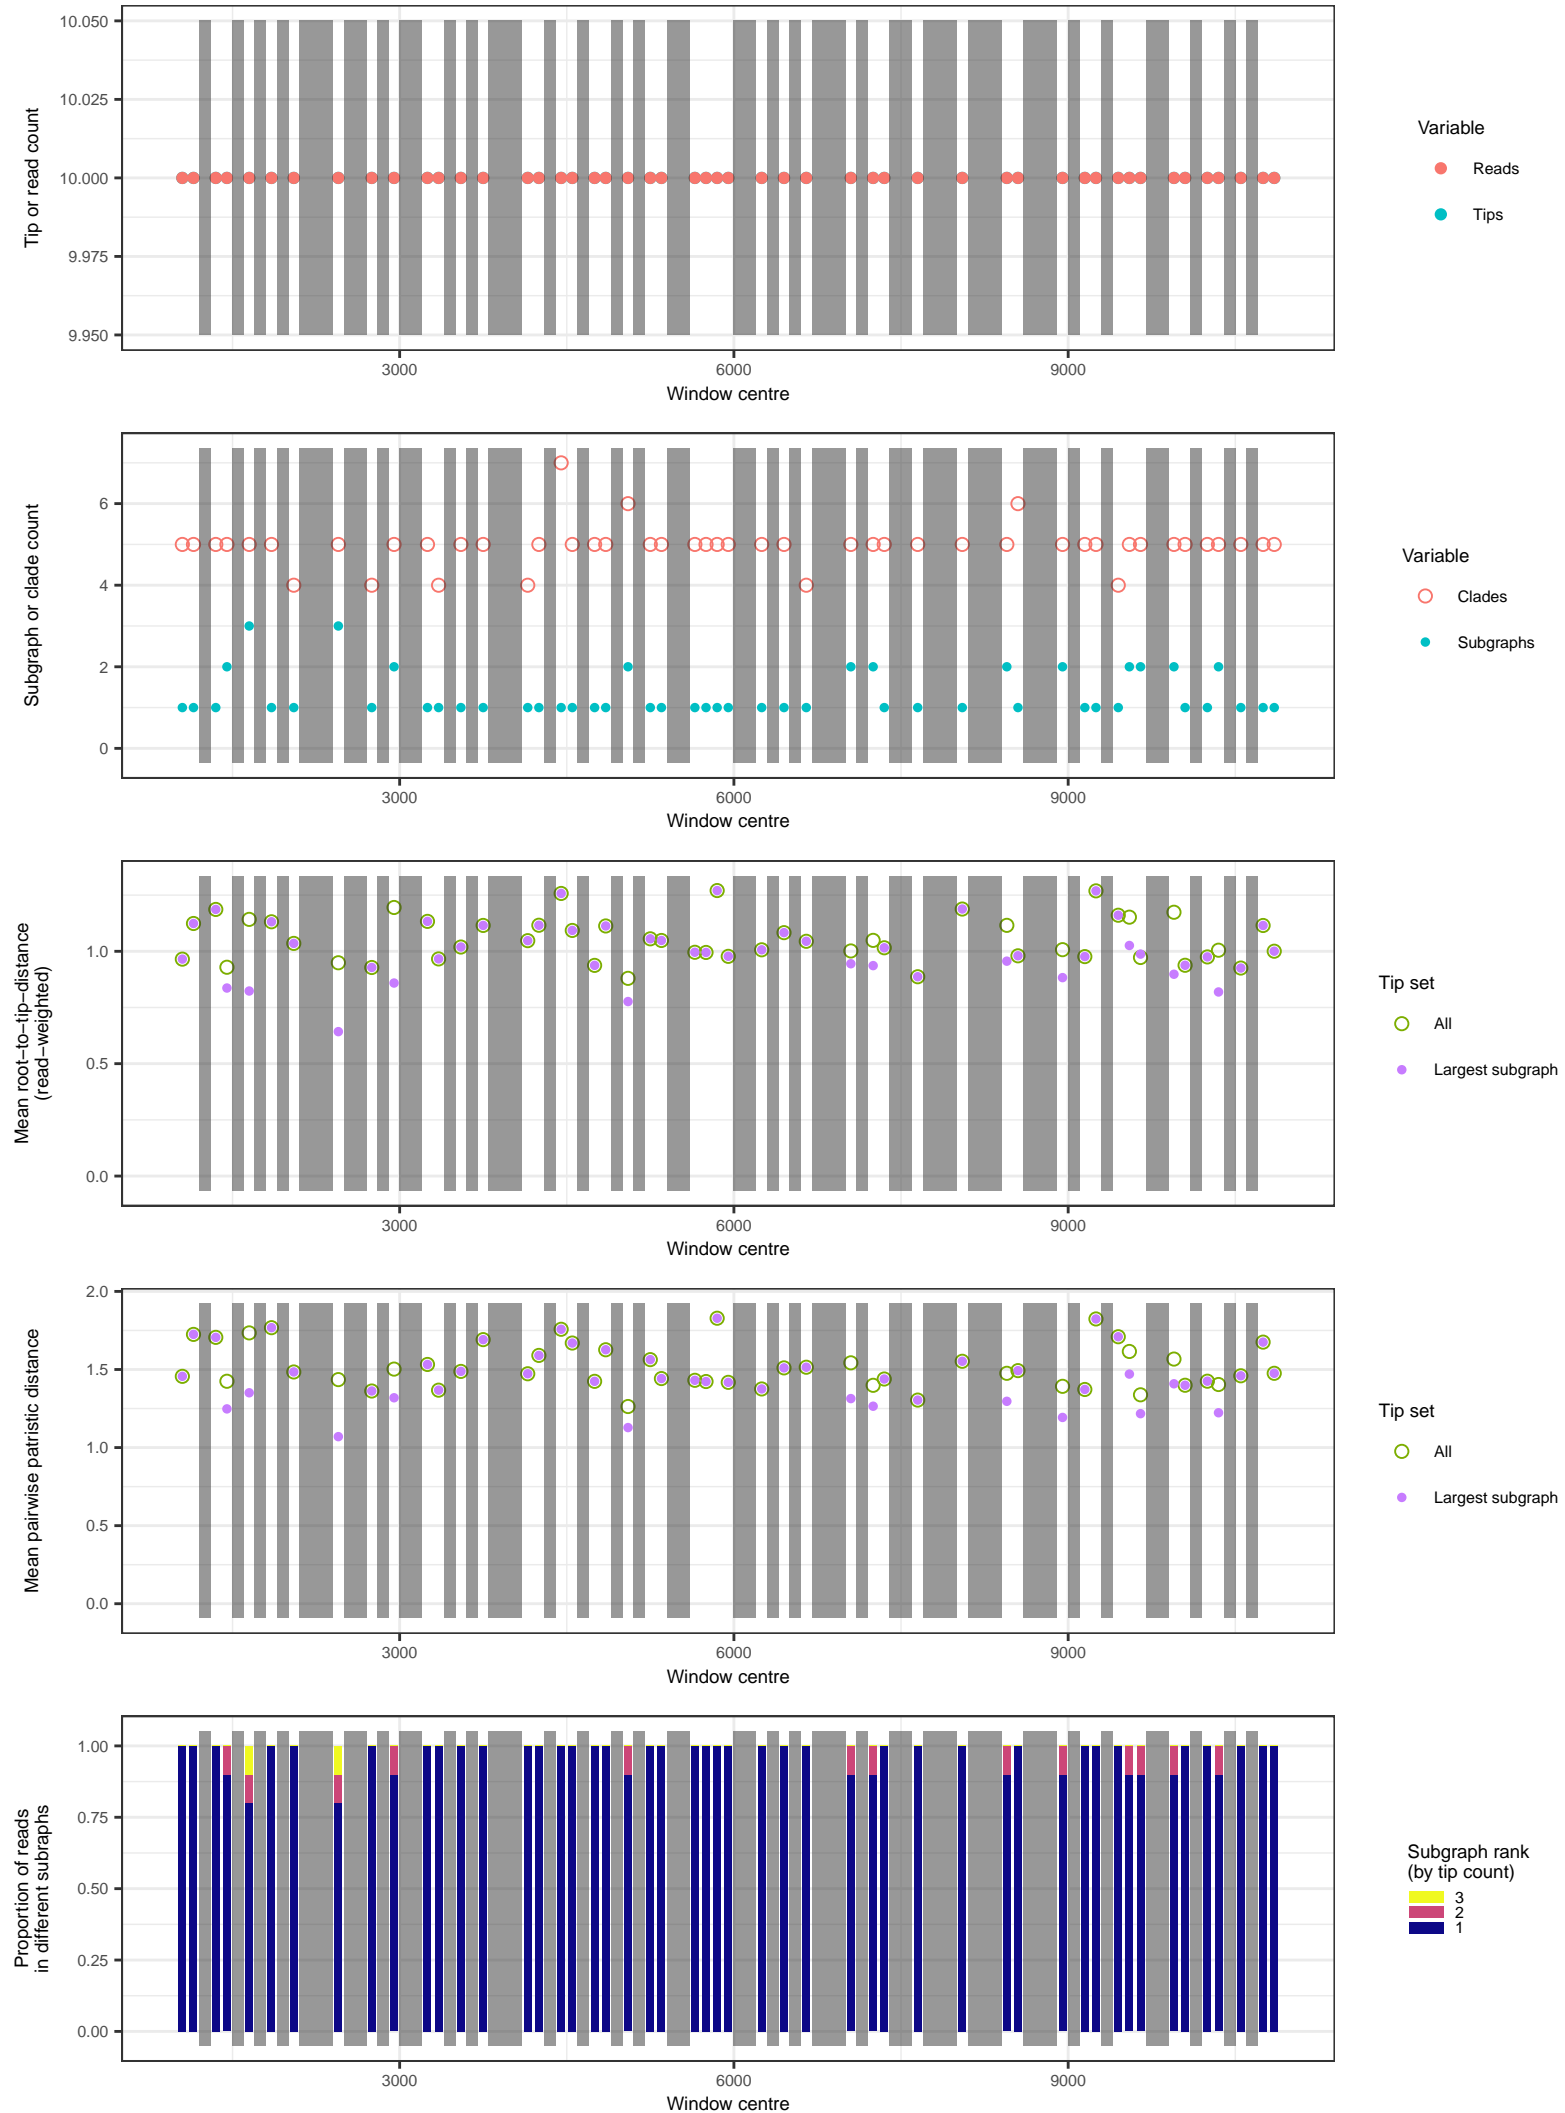 10.050
10.025
10.000
9.975
9.950
Tip or read count
3000
6000
9000
Window centre
Variable
Reads
Tips
6
4
2
0
Subgraph or clade count
3000
6000
9000
Window centre
Variable
Clades
Subgraphs
1.0
0.5
0.0
Mean root−to−tip−distance
(read−weighted)
3000
6000
9000
Window centre
Tip set
All
Largest subgraph
2.0
1.5
1.0
0.5
0.0
Mean pairwise patristic distance
3000
6000
9000
Window centre
Tip set
All
Largest subgraph
1.00
0.75
0.50
0.25
0.00
Proportion of reads
in different subraphs
3000
6000
9000
Window centre
Subgraph rank
(by tip count)
3
2
1